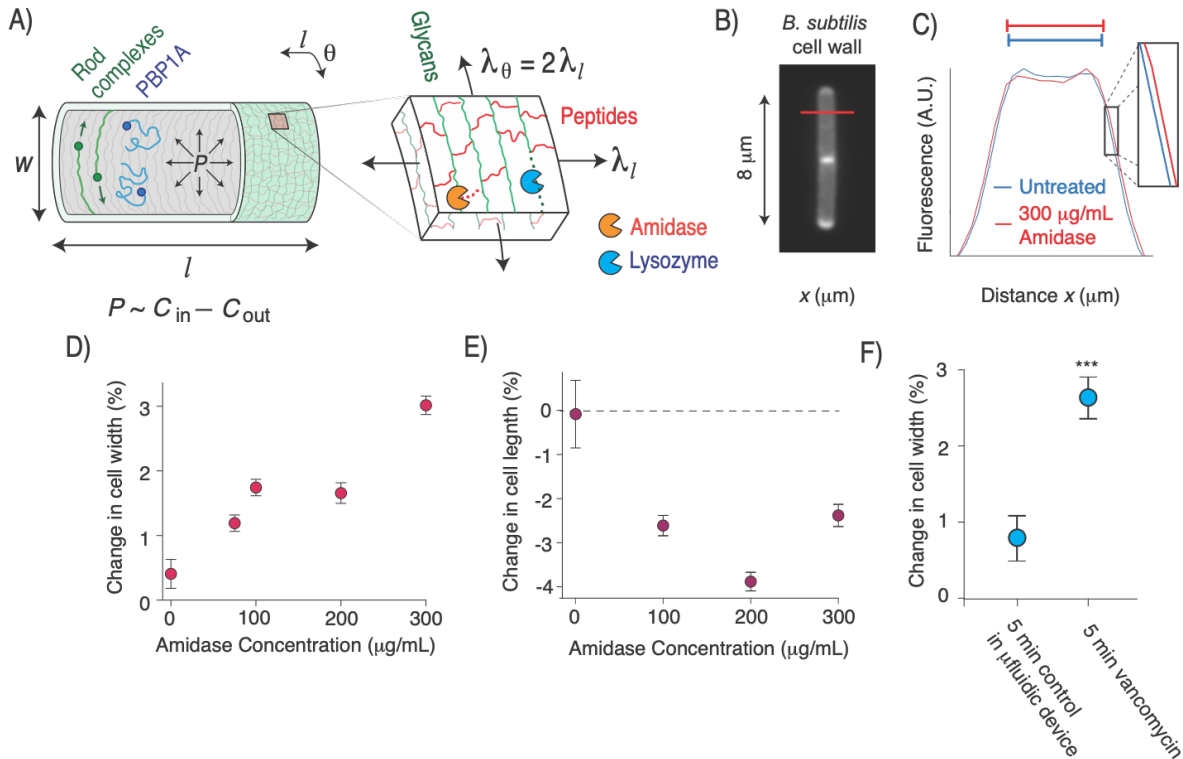 A)
Rod
complexes
PBP1A
l
θ
Glycans
λθ = 2λl
Peptides
λl
W
P
l
Amidase
Lysozyme
P ~ Cin – Cout
B)
B. subtilis
cell wall
8 μm
x (μm)
C)
Fluorescence (A.U.)
Untreated
300 μg/mL
Amidase
Distance x (μm)
D)
Change in cell width (%)
3
2
1
0
0
100
200
300
Amidase Concentration (μg/mL)
E)
Change in cell legnth (%)
0
-1
-2
-3
-4
0
100
200
300
Amidase Concentration (μg/mL)
F)
Change in cell width (%)
3
2
1
0
***
5 min control
in μfluidic device
5 min vancomycin